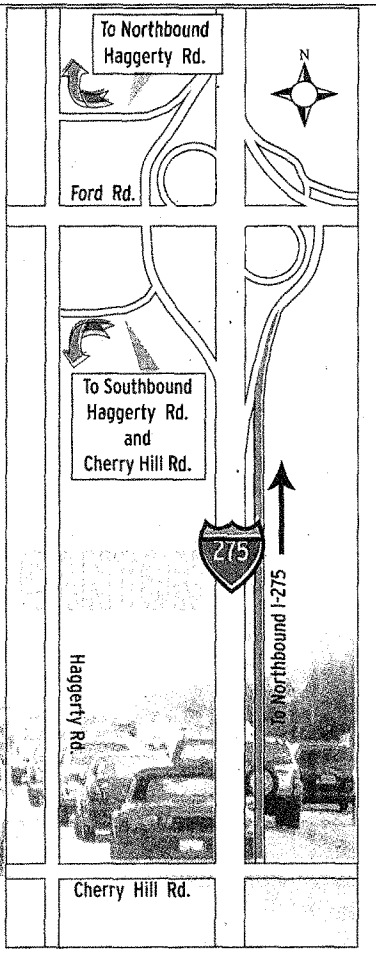 To Northbound
Haggerty Rd.
N
Ford Rd.
To Southbound
Haggerty Rd.
and
Cherry Hill Rd.
275
To Northbound I-275
Haggerty Rd.
Cherry Hill Rd.